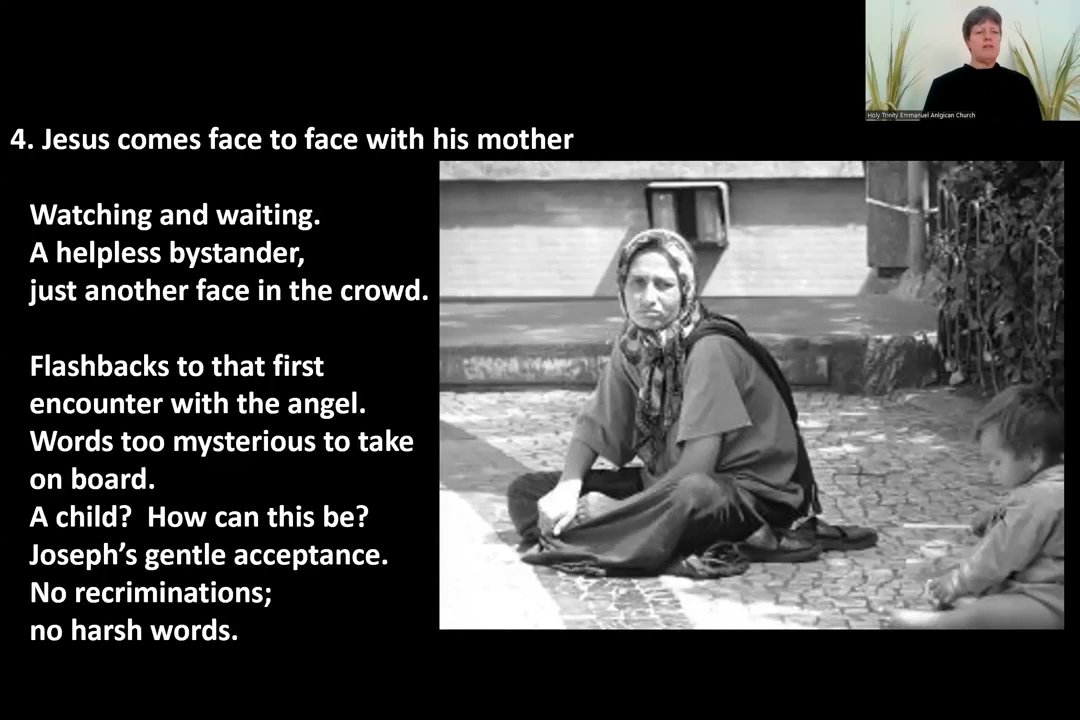 Holy Trinity Emmanuel Anlgican Church
4. Jesus comes face to face with his mother
Watching and waiting.
A helpless bystander,
just another face in the crowd.
Flashbacks to that first
encounter with the angel.
Words too mysterious to take
on board.
A child?  How can this be?
Joseph’s gentle acceptance.
No recriminations;
no harsh words.